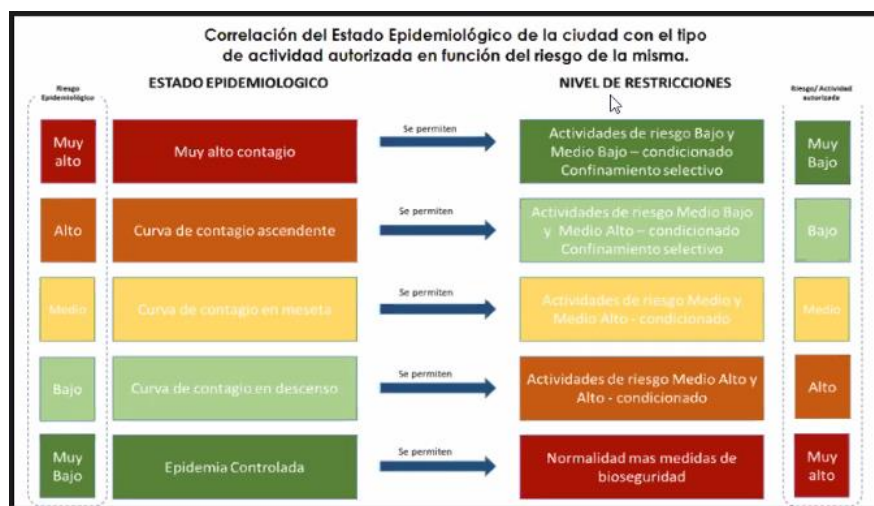 Correlación del Estado Epidemiológico de la ciudad con el tipo
de actividad autorizada en función del riesgo de la misma.
Riesgo
Epidemiológico
ESTADO EPIDEMIOLOGICO
NIVEL DE RESTRICCIONES
Riesgo/ Actividad
autorizada
Muy
alto
Muy alto contagio
Se permiten
Actividades de riesgo Bajo y
Medio Bajo – condicionado
Confinamiento selectivo
Muy
Bajo
Alto
Curva de contagio ascendente
Se permiten
Actividades de riesgo Medio Bajo
y Medio Alto – condicionado
Confinamiento selectivo
Bajo
Medio
Curva de contagio en meseta
Se permiten
Actividades de riesgo Medio y
Medio Alto - condicionado
Medio
Bajo
Curva de contagio en descenso
Se permiten
Actividades de riesgo Medio Alto y
Alto - condicionado
Alto
Muy
Bajo
Epidemia Controlada
Se permiten
Normalidad mas medidas de
bioseguridad
Muy
alto